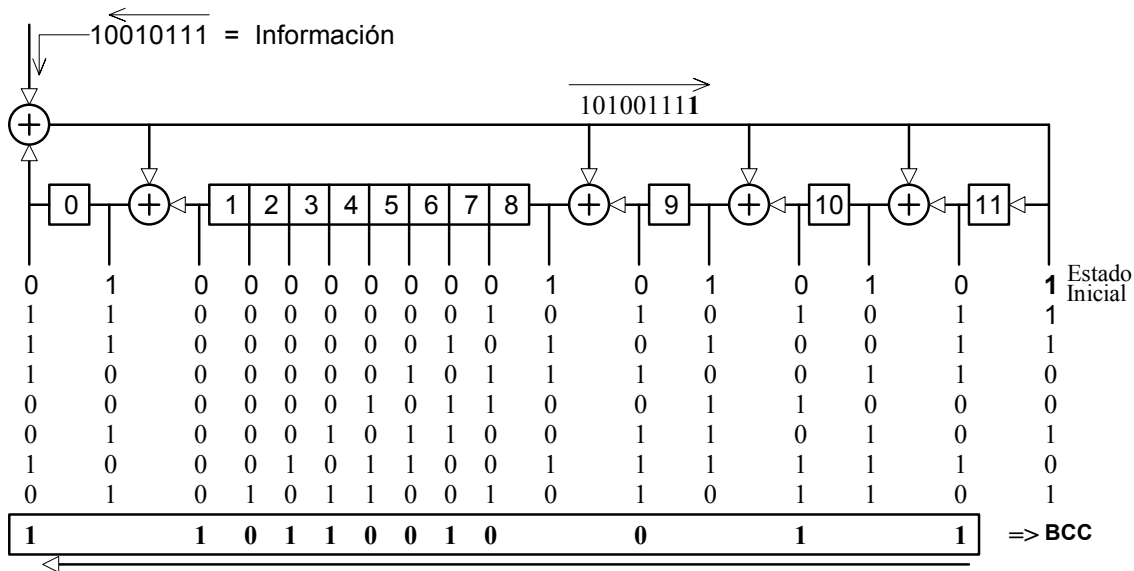 10010111 = Información
101001111
0 1 2 3 4 5 6 7 8 9 10 11
0 1 0 0 0 0 0 0 0 0 1 0 1 0 1 0 1 Estado
Inicial
1 1 0 0 0 0 0 0 0 1 0 1 0 1 0 1 1
1 1 0 0 0 0 0 0 1 0 1 0 1 0 0 1 1
1 0 0 0 0 0 0 1 0 1 1 1 0 0 1 1 0
0 0 0 0 0 0 1 0 1 1 0 0 1 1 0 0 0
0 1 0 0 0 1 0 1 1 0 0 1 1 0 1 0 1
1 0 0 0 1 0 1 1 0 0 1 1 1 1 1 1 0
0 1 0 1 0 1 1 0 0 1 0 1 0 1 1 0 1
1 1 0 1 1 0 0 1 0 0 1 1 => BCC